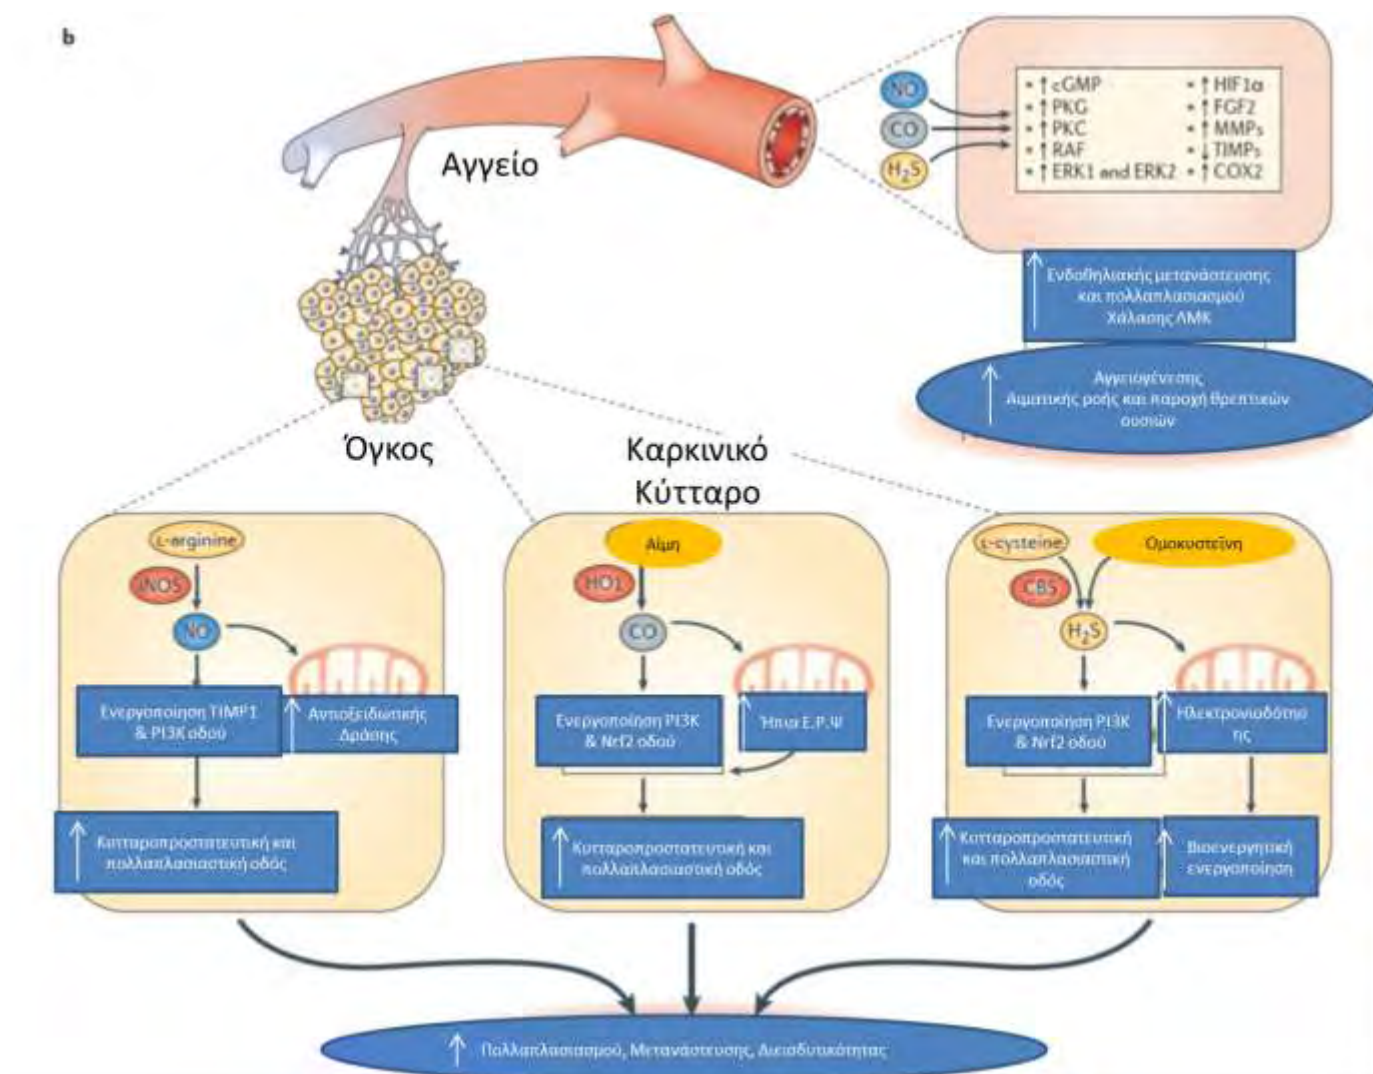 b
NO
CO
H₂S
• ↑ cGMP
• ↑ PKG
• ↑ PKC
• ↑ RAF
• ↑ ERK1 and ERK2
• ↑ HIF1α
• ↑ FGF2
• ↑ MMPs
• ↓ TIMPs
• ↑ COX2
Αγγείο
↑ Ενδοθηλιακής μετανάστευσης
και πολλαπλασιασμού
Χάλασης ΛΜΚ
↑ Αγγειογένεσης
Αιματικής ροής και παροχή θρεπτικών
ουσιών
Όγκος
Καρκινικό
Κύτταρο
L-arginine
iNOS
NO
Ενεργοποίηση TIMP1
& PI3K οδού
↑ Αντιοξειδωτικής
Δράσης
↑ Κυτταροπροστατευτική και
πολλαπλασιαστική οδός
Αίμη
HO1
CO
Ενεργοποίηση PI3K
& Nrf2 οδού
↑ Ήπια Ε.Ρ.Ψ
↑ Κυτταροπροστατευτική και
πολλαπλασιαστική οδός
L-cysteine
Ομοκυστεΐνη
CBS
H₂S
Ενεργοποίηση PI3K
& Nrf2 οδού
↑ Ηλεκτρονιοδότησ
ης
↑ Κυτταροπροστατευτική
και πολλαπλασιαστική
οδός
↑ Βιοενεργητική
ενεργοποίηση
↑ Πολλαπλασιασμού, Μετανάστευσης, Διεισδυτικότητας